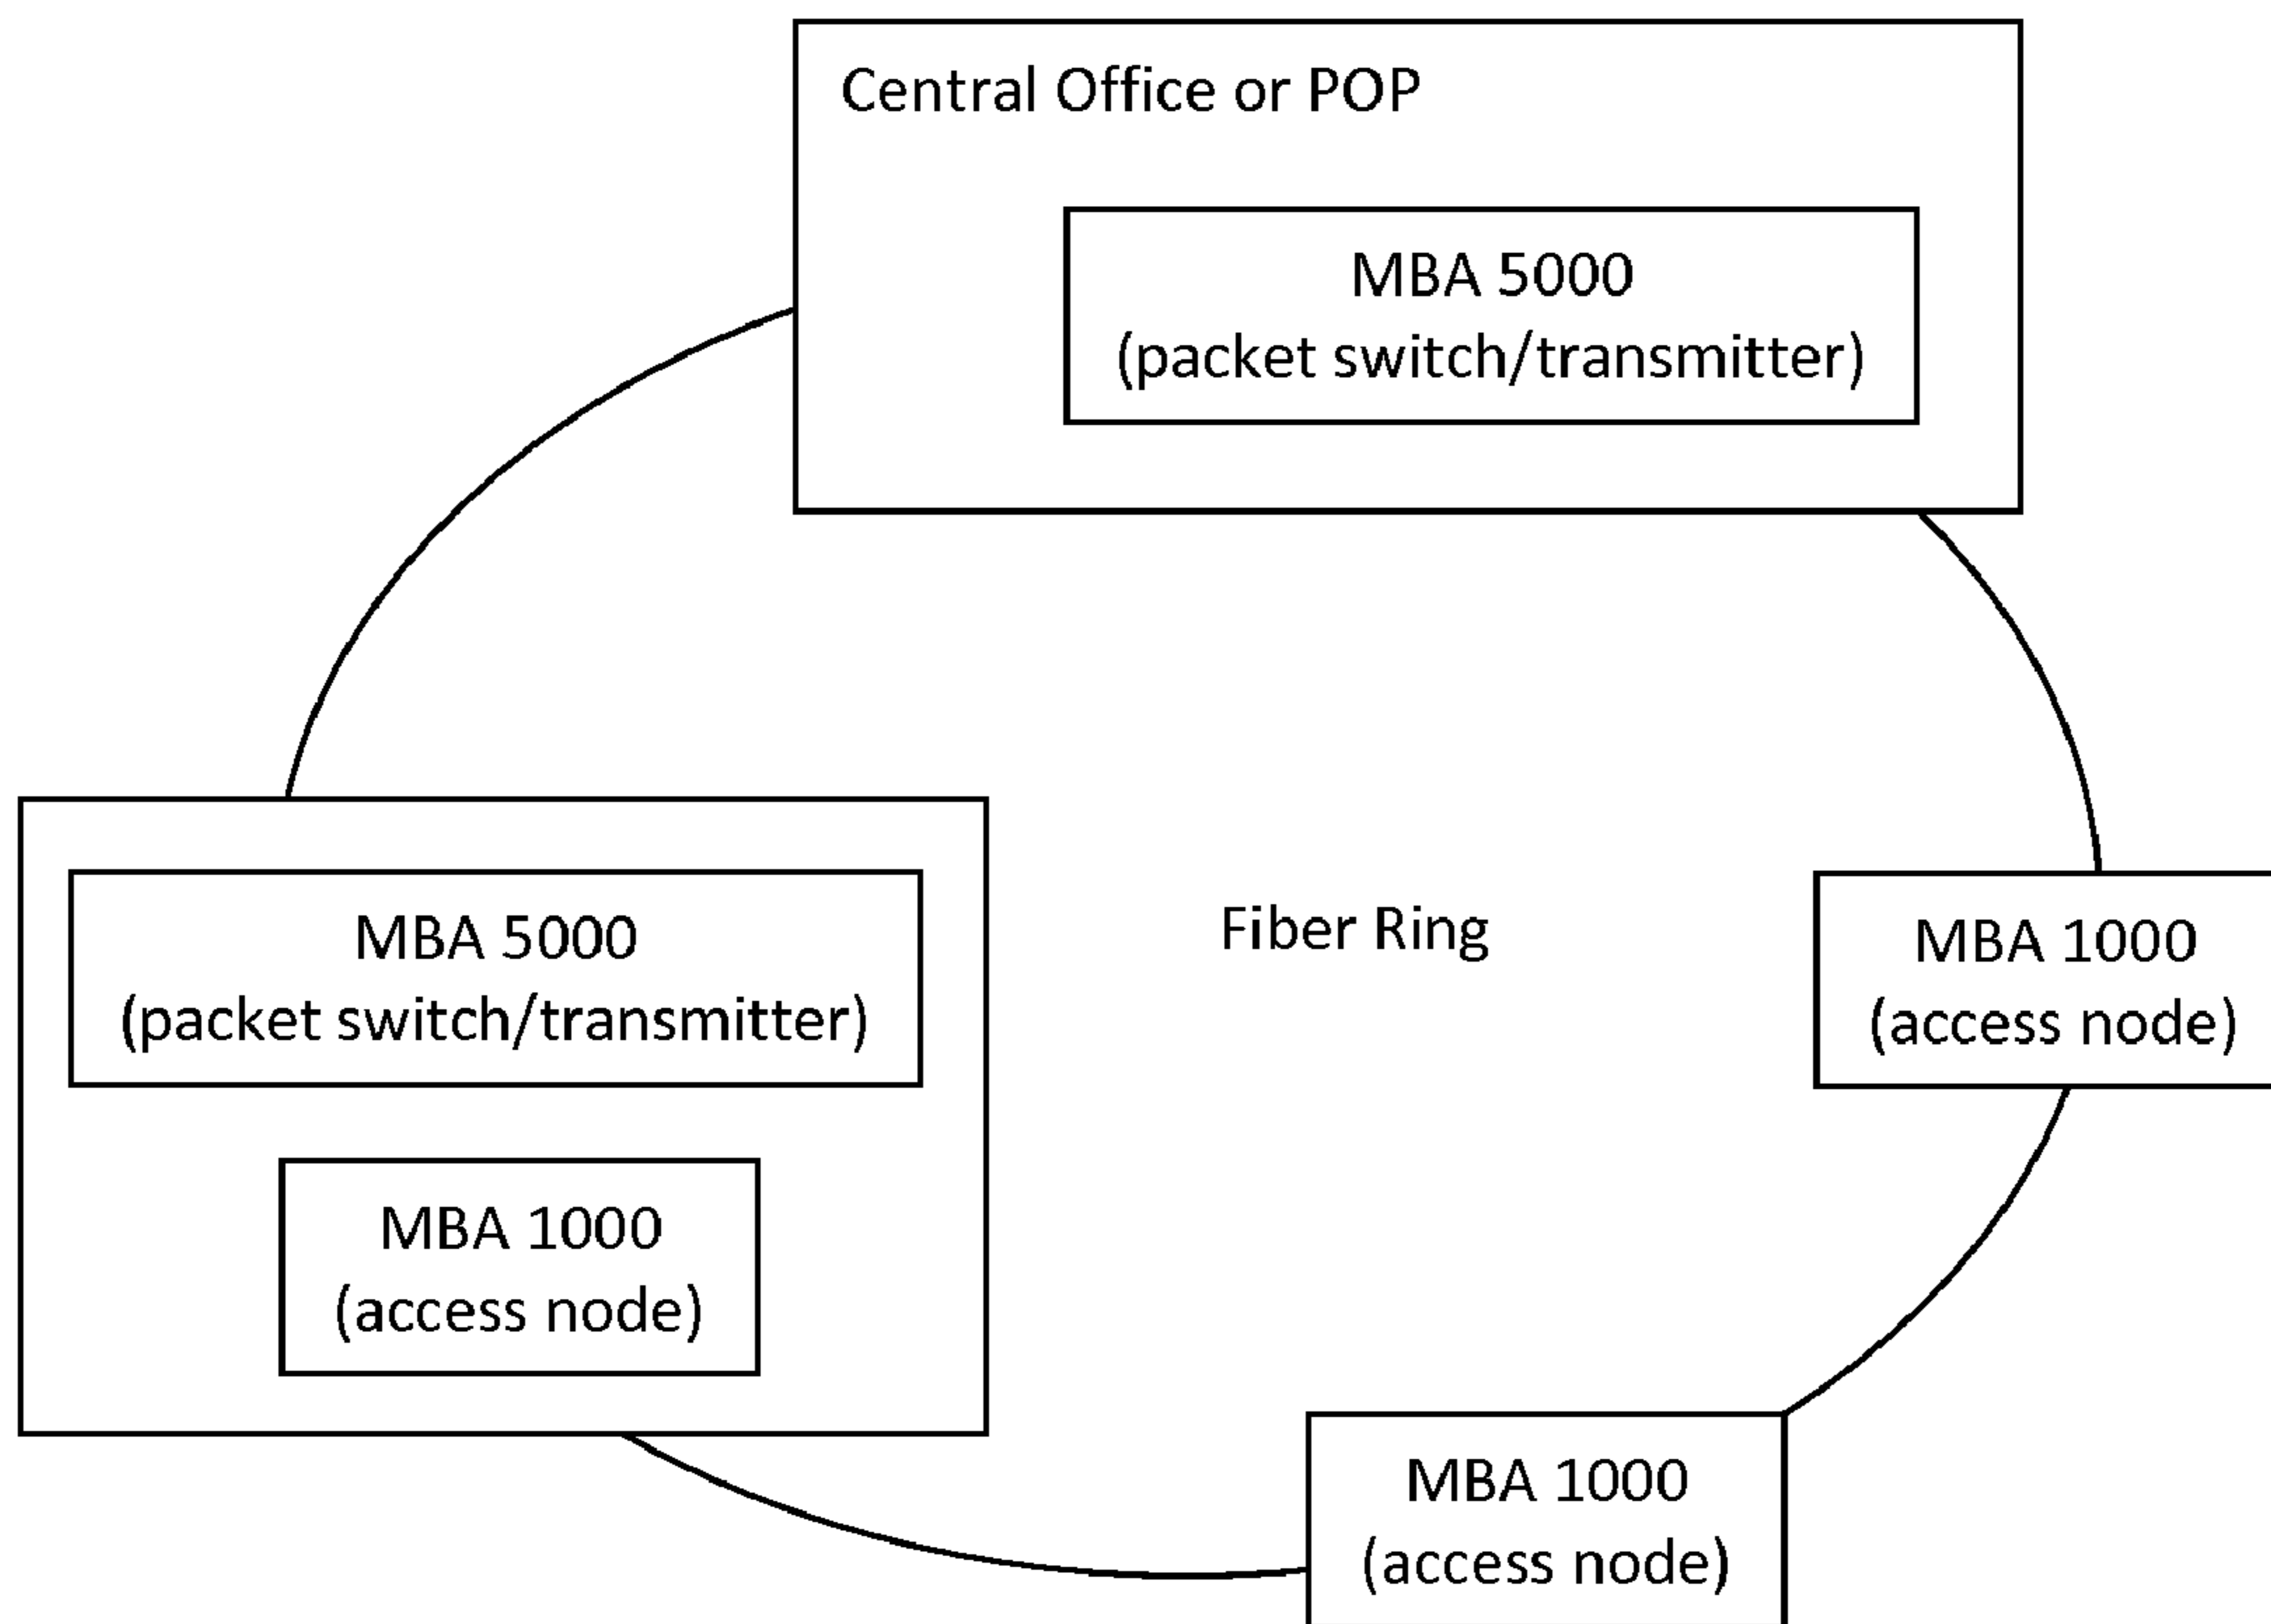 Central Office or POP
MBA 5000
(packet switch/transmitter)
MBA 5000
(packet switch/transmitter)
MBA 1000
(access node)
Fiber Ring
MBA 1000
(access node)
MBA 1000
(access node)